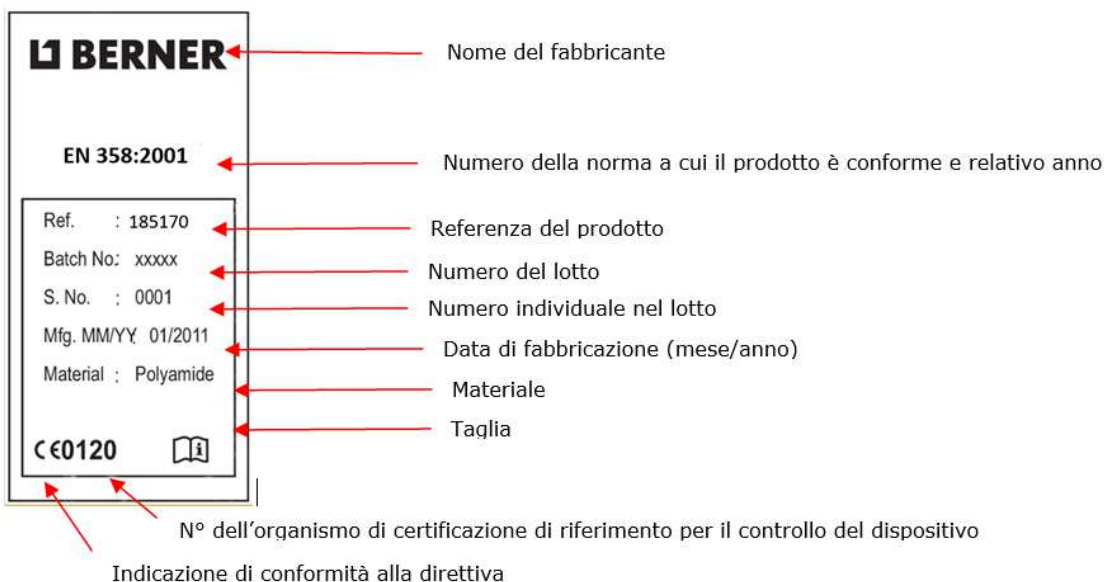 BERNER
Nome del fabbricante
EN 358:2001
Numero della norma a cui il prodotto è conforme e relativo anno
Ref. : 185170
Referenza del prodotto
Batch No.: xxxxx
Numero del lotto
S. No. : 0001
Numero individuale nel lotto
Mfg. MM/YY: 01/2011
Data di fabbricazione (mese/anno)
Material : Polyamide
Materiale
Taglia
CE0120
N° dell'organismo di certificazione di riferimento per il controllo del dispositivo
Indicazione di conformità alla direttiva